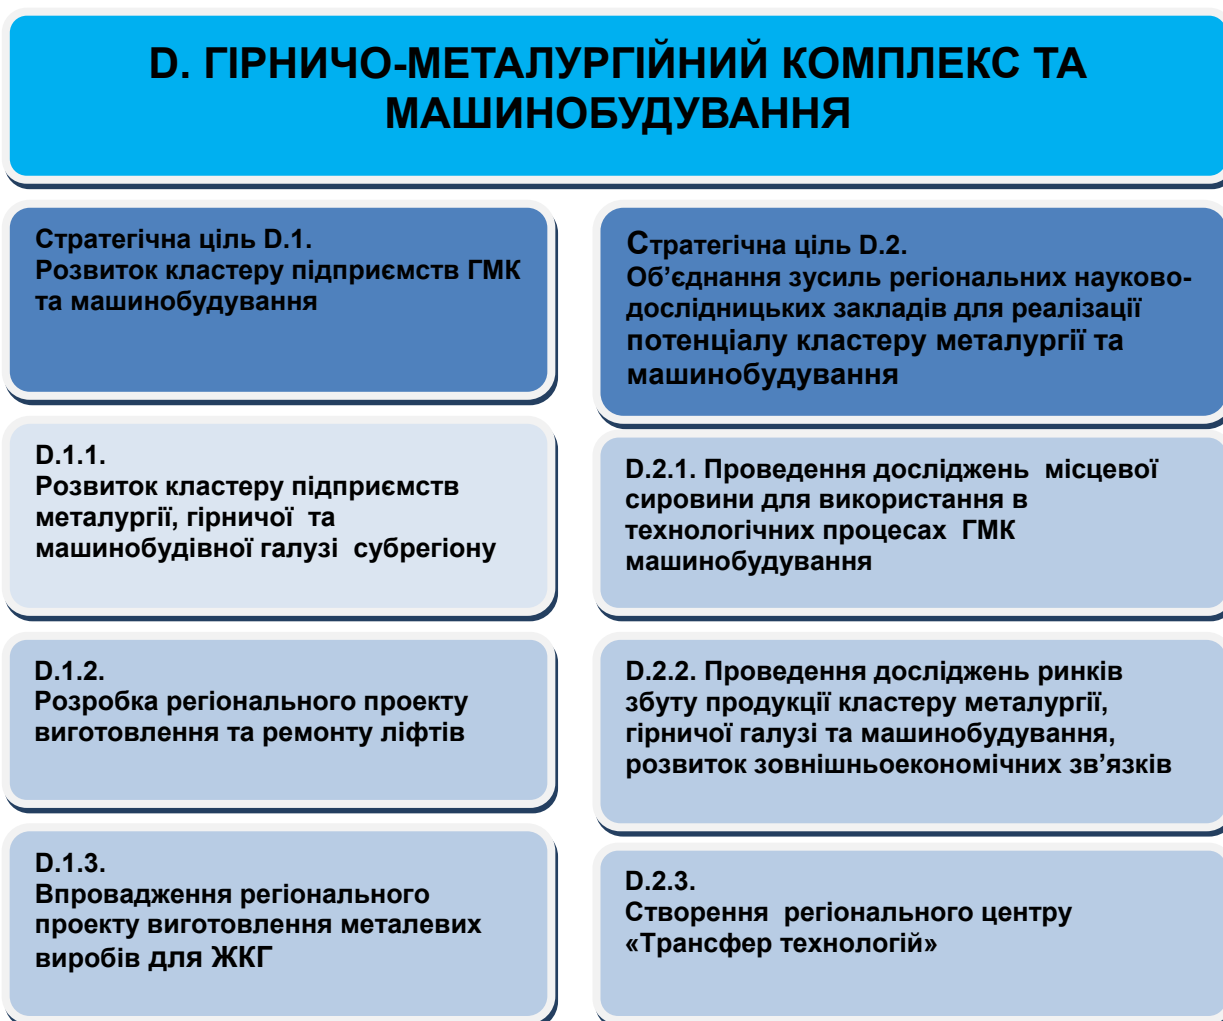 D. ГІРНИЧО-МЕТАЛУРГІЙНИЙ КОМПЛЕКС ТА
МАШИНОБУДУВАННЯ
Стратегічна ціль D.1.
Розвиток кластеру підприємств ГМК
та машинобудування
D.1.1.
Розвиток кластеру підприємств
металургії, гірничої та
машинобудівної галузі субрегіону
D.1.2.
Розробка регіонального проекту
виготовлення та ремонту ліфтів
D.1.3.
Впровадження регіонального
проекту виготовлення металевих
виробів для ЖКГ
Стратегічна ціль D.2.
Об’єднання зусиль регіональних науково-
дослідницьких закладів для реалізації
потенціалу кластеру металургії та
машинобудування
D.2.1. Проведення досліджень місцевої
сировини для використання в
технологічних процесах ГМК
машинобудування
D.2.2. Проведення досліджень ринків
збуту продукції кластеру металургії,
гірничої галузі та машинобудування,
розвиток зовнішньоекономічних зв’язків
D.2.3.
Створення регіонального центру
«Трансфер технологій»